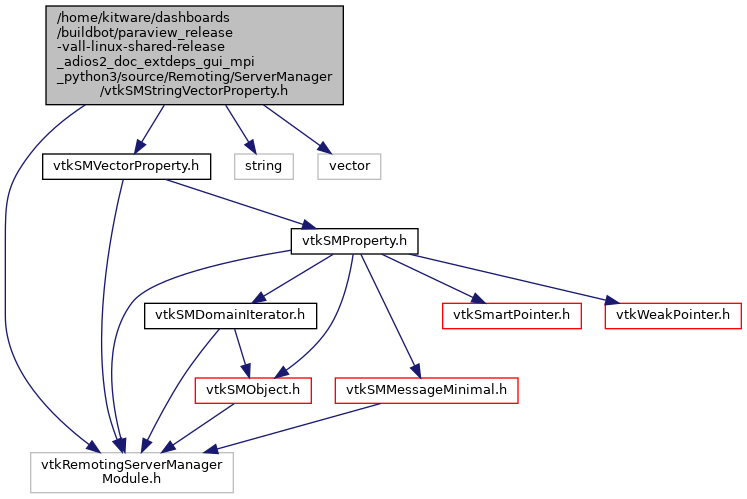 /home/kitware/dashboards
/buildbot/paraview_release
-vall-linux-shared-release
_adios2_doc_extdeps_gui_mpi
_python3/source/Remoting/ServerManager
/vtkSMStringVectorProperty.h
vtkSMVectorProperty.h
string
vector
vtkSMProperty.h
vtkSMDomainIterator.h
vtkSmartPointer.h
vtkWeakPointer.h
vtkSMObject.h
vtkSMMessageMinimal.h
vtkRemotingServerManager
Module.h